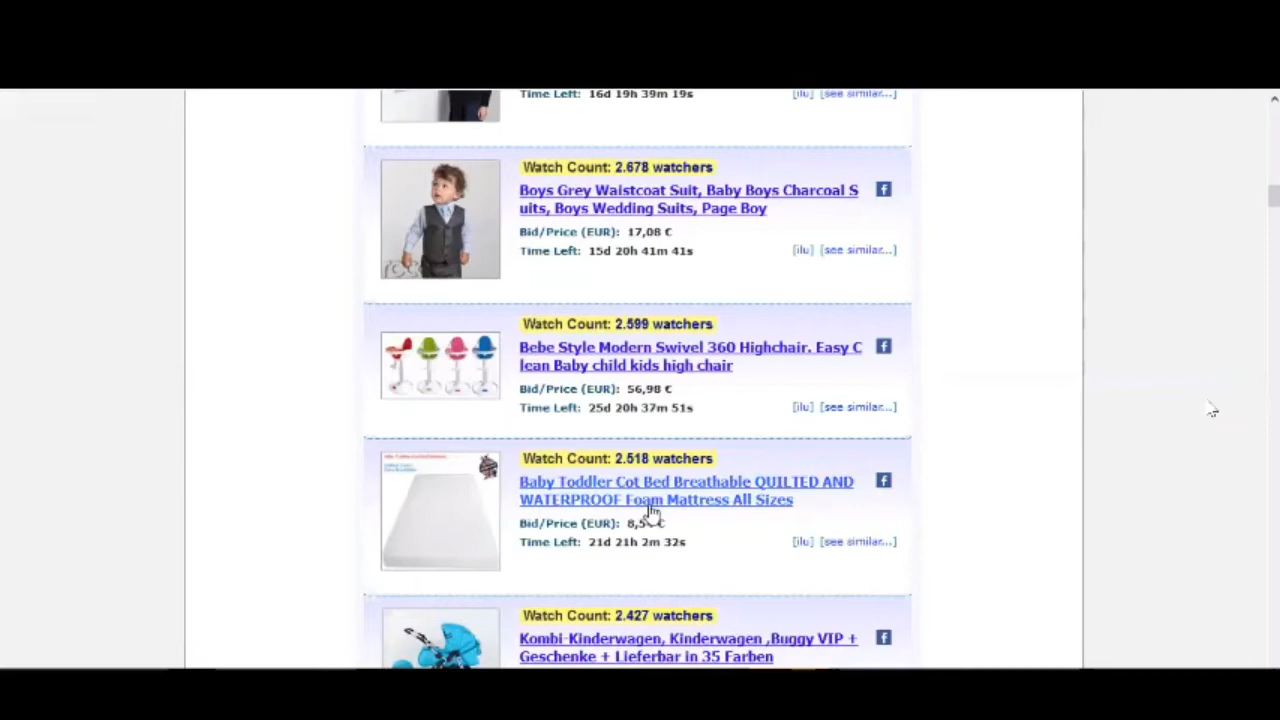 Time Left: 16d 19h 39m 19s [ilu] [see similar...]
Watch Count: 2.678 watchers
Boys Grey Waistcoat Suit, Baby Boys Charcoal S
uits, Boys Wedding Suits, Page Boy
Bid/Price (EUR): 17,08 €
Time Left: 15d 20h 41m 41s [ilu] [see similar...]
Watch Count: 2.599 watchers
Bebe Style Modern Swivel 360 Highchair. Easy C
lean Baby child kids high chair
Bid/Price (EUR): 56,98 €
Time Left: 25d 20h 37m 51s [ilu] [see similar...]
Watch Count: 2.518 watchers
Baby Toddler Cot Bed Breathable QUILTED AND
WATERPROOF Foam Mattress All Sizes
Bid/Price (EUR): €
Time Left: 21d 21h 2m 32s [ilu] [see similar...]
Watch Count: 2.427 watchers
Kombi-Kinderwagen, Kinderwagen ,Buggy VIP +
Geschenke + Lieferbar in 35 Farben